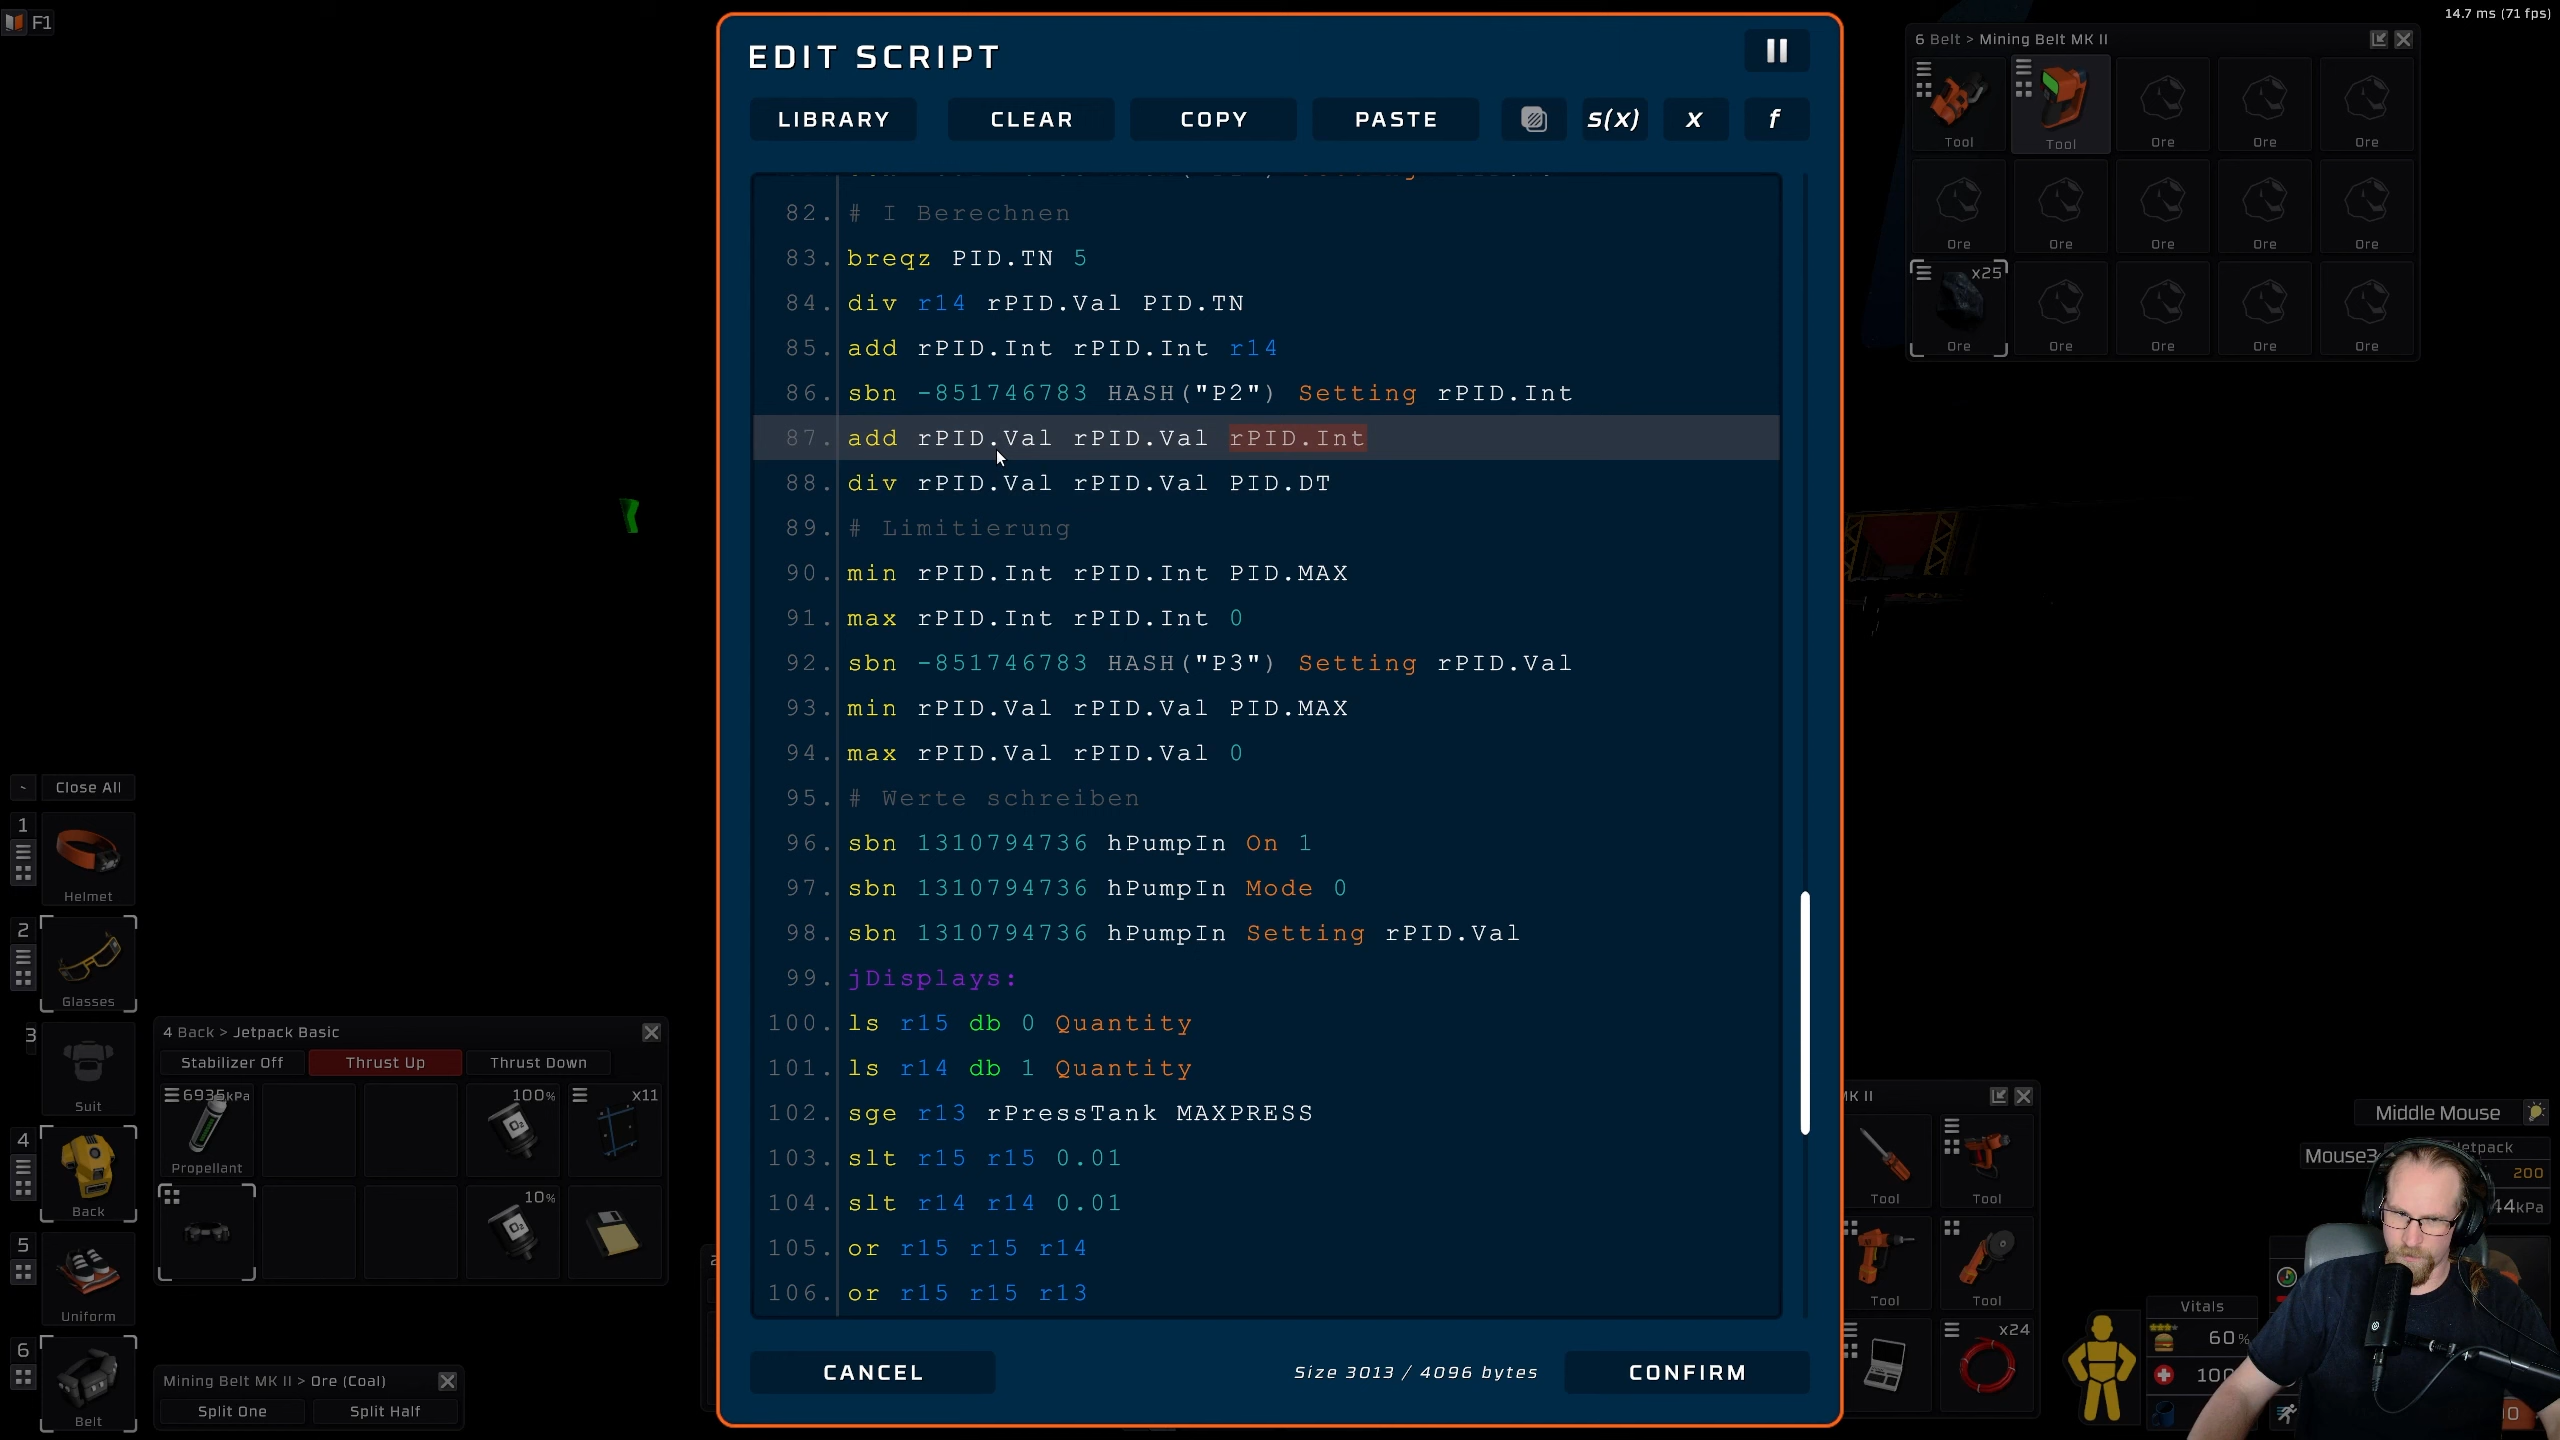 F1
14.7 ms (71 fps)
EDIT SCRIPT
LIBRARY
CLEAR
COPY
PASTE
s(x)
x
f
82. # I Berechnen
83. breqz PID.TN 5
84. div r14 rPID.Val PID.TN
85. add rPID.Int rPID.Int r14
86. sbn -851746783 HASH("P2") Setting rPID.Int
87. add rPID.Val rPID.Val rPID.Int
88. div rPID.Val rPID.Val PID.DT
89. # Limitierung
90. min rPID.Int rPID.Int PID.MAX
91. max rPID.Int rPID.Int 0
92. sbn -851746783 HASH("P3") Setting rPID.Val
93. min rPID.Val rPID.Val PID.MAX
94. max rPID.Val rPID.Val 0
95. # Werte schreiben
96. sbn 1310794736 hPumpIn On 1
97. sbn 1310794736 hPumpIn Mode 0
98. sbn 1310794736 hPumpIn Setting rPID.Val
99. jDisplays:
100. ls r15 db 0 Quantity
101. ls r14 db 1 Quantity
102. sge r13 rPressTank MAXPRESS
103. slt r15 r15 0.01
104. slt r14 r14 0.01
105. or r15 r15 r14
106. or r15 r15 r13
CANCEL
Size 3013 / 4096 bytes
CONFIRM
6 Belt > Mining Belt MK II
Tool
Tool
Ore
Ore
Ore
Ore
Ore
Ore
Ore
Ore
x25
Ore
Ore
Ore
Ore
Ore
~
Close All
1
Helmet
2
Glasses
3
Suit
4
Back
5
Uniform
6
Belt
4 Back > Jetpack Basic
Stabilizer Off
Thrust Up
Thrust Down
6935kPa
Propellant
100%
x11
10%
Mining Belt MK II > Ore (Coal)
Split One
Split Half
MK II
Tool
Tool
Tool
Tool
x24
Middle Mouse
Mouse3
etpack
200
44kPa
Vitals
60%